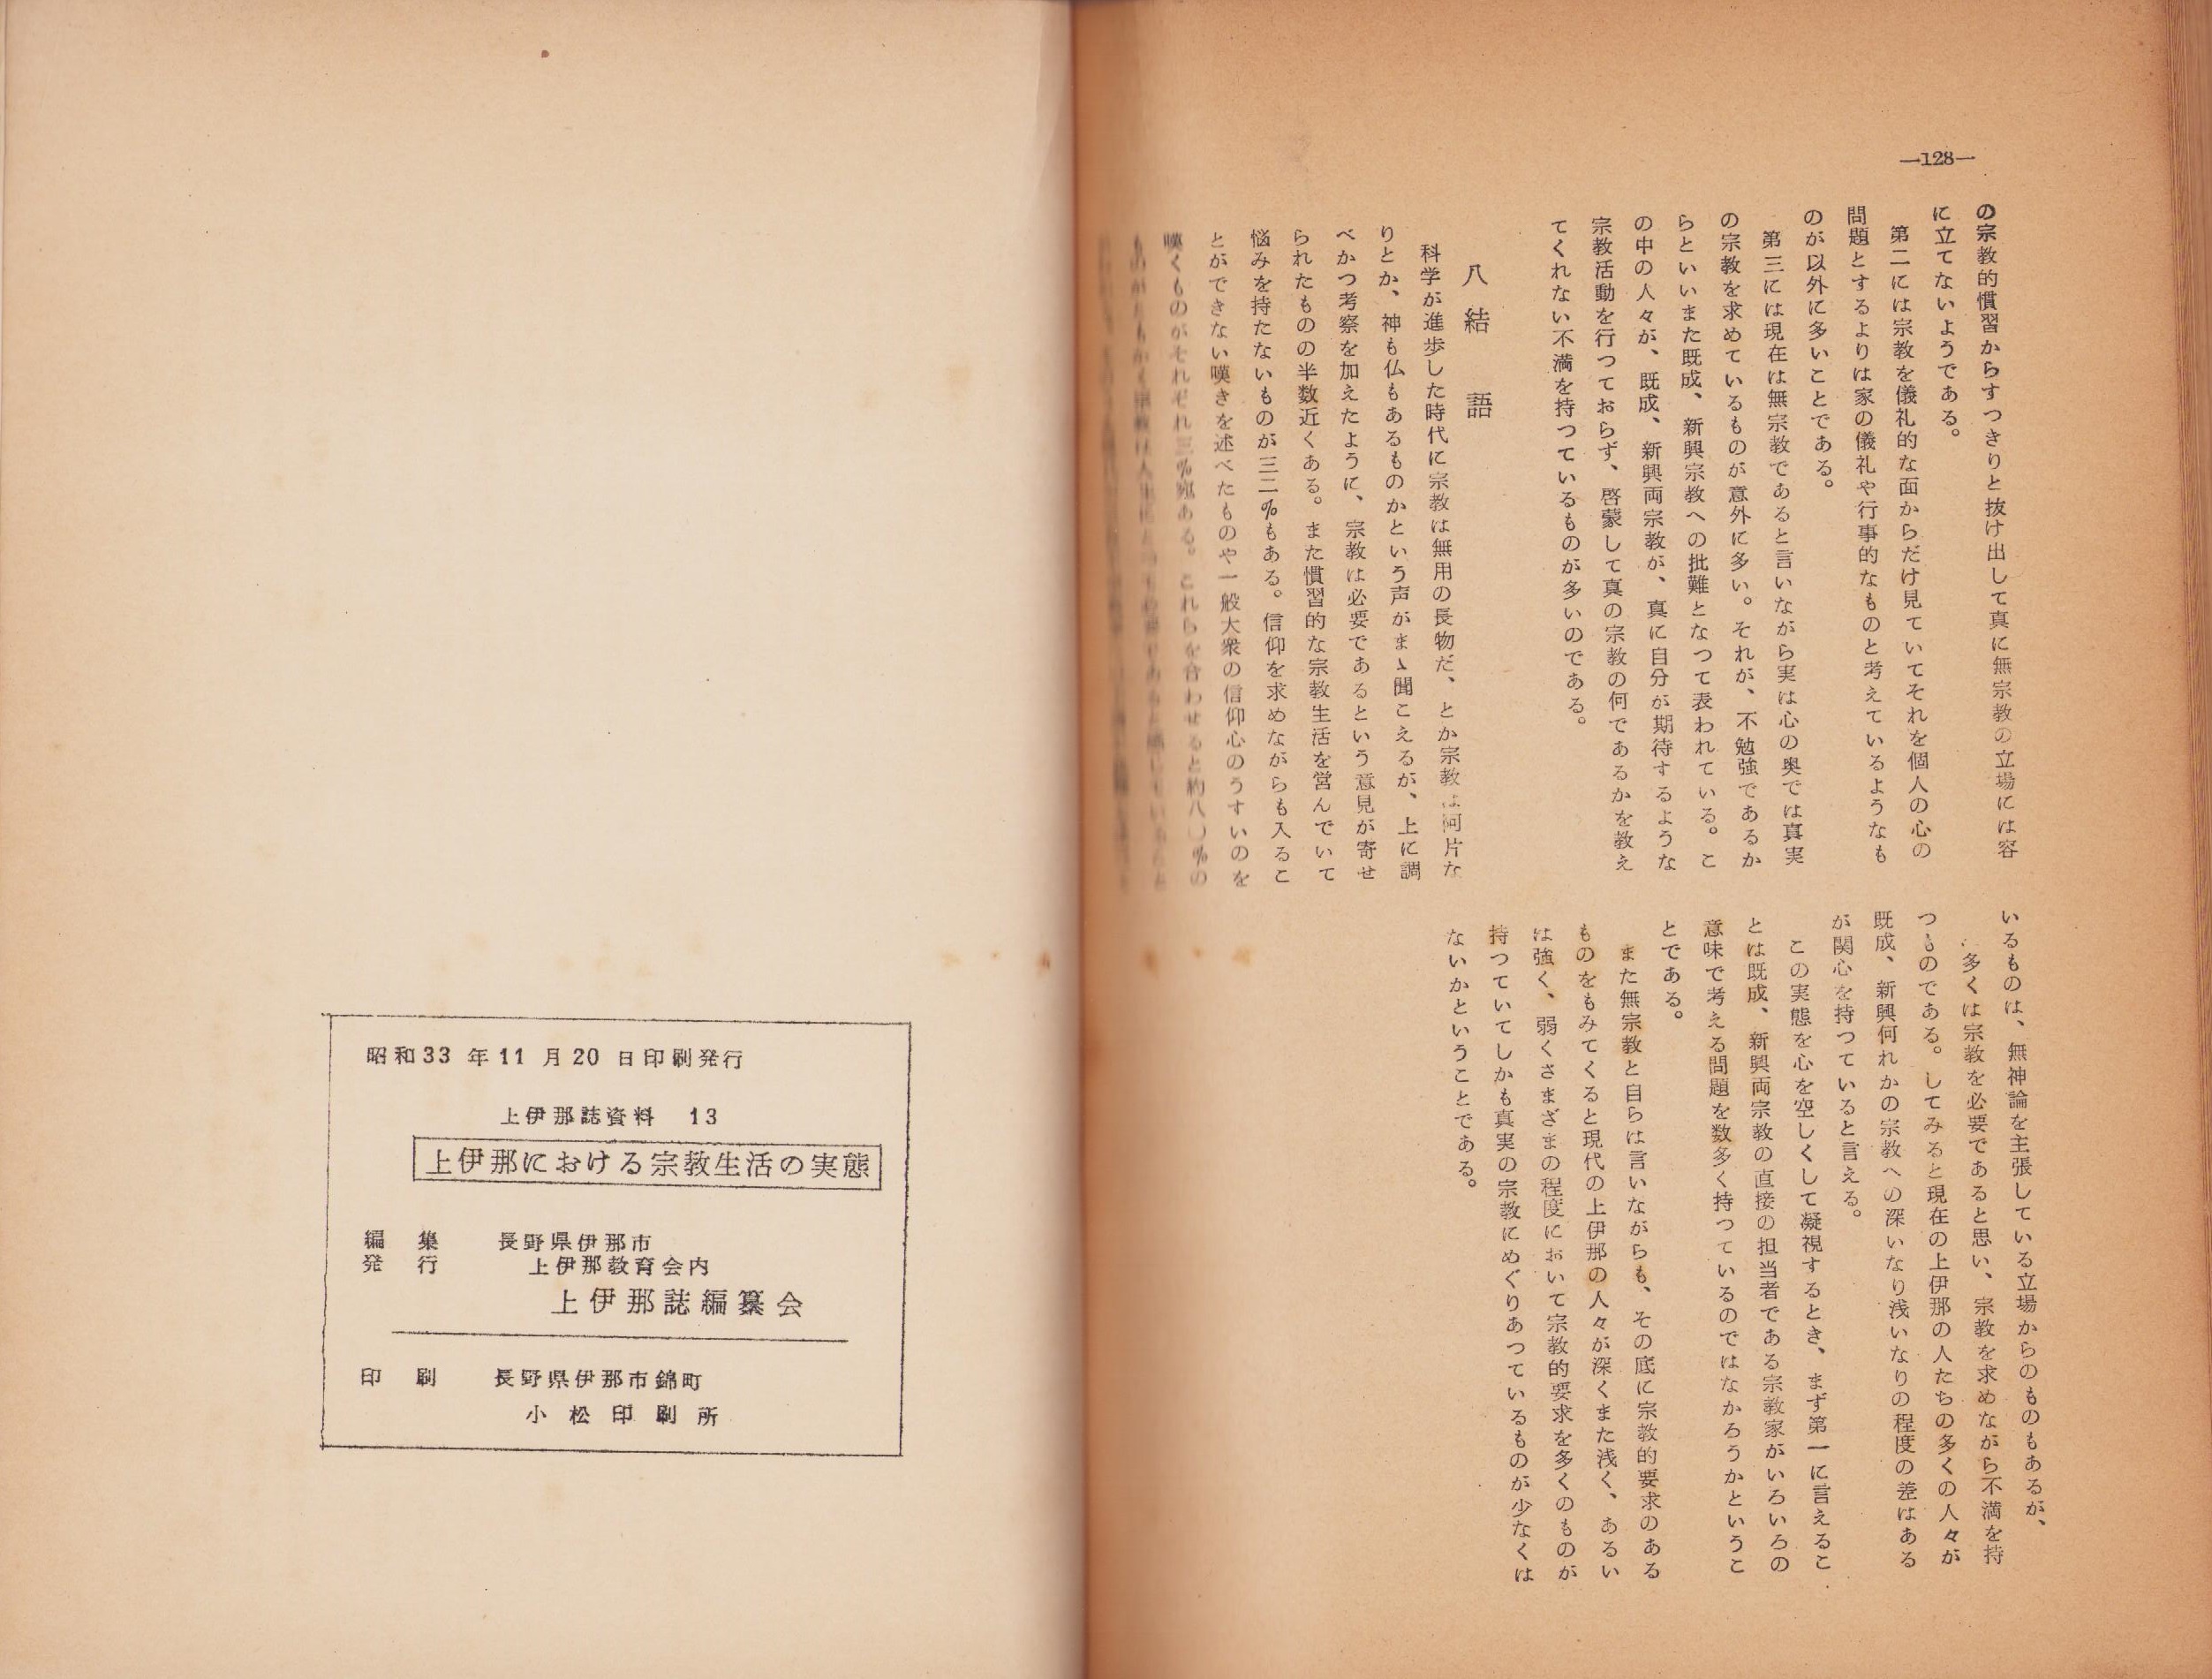 —128—
の宗教的慣習からすつきりと抜け出して真に無宗教の立場には容
に立てないようである。
第二には宗教を儀礼的な面からだけ見ていてそれを個人の心の
問題とするよりは家の儀礼や行事的なものと考えているようなも
のが以外に多いことである。
第三には現在は無宗教であると言いながら実は心の奥では真実
の宗教を求めているものが意外に多い。それが、不勉強であるか
らといいまた既成、新興宗教への批難となつて表われている。こ
の中の人々が、既成、新興両宗教が、真に自分が期待するような
宗教活動を行つておらず、啓蒙して真の宗教の何であるかを教え
てくれない不満を持つているものが多いのである。
八結語
科学が進歩した時代に宗教は無用の長物だ、とか宗教は阿片な
りとか、神も仏もあるものかという声がまゝ聞こえるが、上に調
べかつ考察を加えたように、宗教は必要であるという意見が寄せ
られたものの半数近くある。また慣習的な宗教生活を営んでいて
悩みを持たないものが三二%もある。信仰を求めながらも入るこ
とができない嘆きを述べたものや一般大衆の信仰心のうすいのを
嘆くものがそれぞれ三%宛ある。これらを合わせると約八〇%の
いるものは、無神論を主張している立場からのものもあるが、
多くは宗教を必要であると思い、宗教を求めながら不満を持
つものである。してみると現在の上伊那の人たちの多くの人々が
既成、新興何れかの宗教への深いなり浅いなりの程度の差はある
が関心を持つていると言える。
この実態を心を空しくして凝視するとき、まず第一に言えるこ
とは既成、新興両宗教の直接の担当者である宗教家がいろいろの
意味で考える問題を数多く持つているのではなかろうかというこ
とである。
また無宗教と自らは言いながらも、その底に宗教的要求のある
ものをもみてくると現代の上伊那の人々が深くまた浅く、あるい
は強く、弱くさまざまの程度において宗教的要求を多くのものが
持つていてしかも真実の宗教にめぐりあつているものが少なくは
ないかということである。
昭和33年11月20日印刷発行
上伊那誌資料 13
上伊那における宗教生活の実態
編集 長野県伊那市
発行 上伊那教育会内
上伊那誌編纂会
印刷 長野県伊那市錦町
小松印刷所